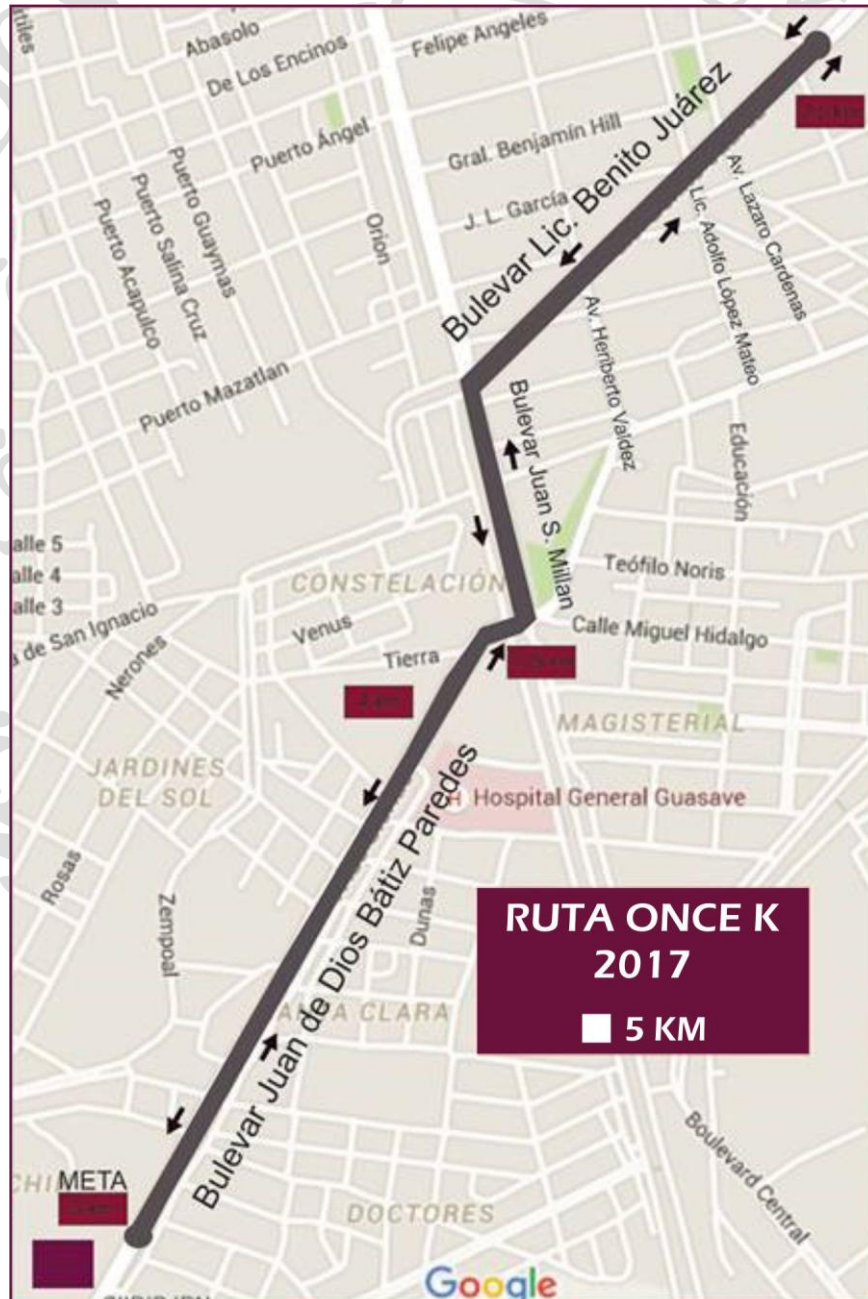 Abasolo
Felipe Angeles
De Los Encinos
Puerto Ángel
Gral. Benjamín Hill
Bulevar Lic. Benito Juárez
Puerto Guaymas
Puerto Salina Cruz
Puerto Acapulco
Orion
J. L. García
Av. Lazaro Cardenas
Lic. Adolfo López Mateo
Av. Heriberto Valdez
Puerto Mazatlan
Bulevar Juan S. Millan
Educación
alle 5
alle 4
alle 3
CONSTELACIÓN
Teófilo Noris
a de San Ignacio
Venus
Calle Miguel Hidalgo
Nerones
Tierra
4 km
MAGISTERIAL
JARDINES
DEL SOL
H Hospital General Guasave
Bulevar Juan de Dios Bátiz Paredes
Rosas
Zempoal
Dunas
RUTA ONCE K
2017
5 KM
CLARA
Boulevard Central
META
DOCTORES
Google